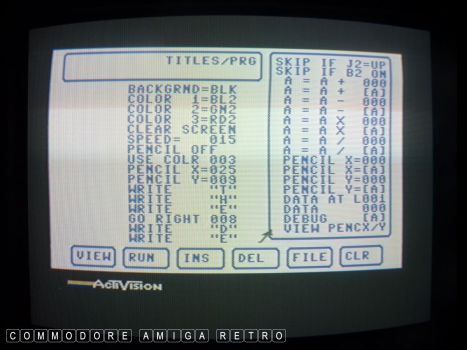 TITLES/PRG
BACKGRND=BLK
COLOR 1=BL2
COLOR 2=GN2
COLOR 3=RD2
CLEAR SCREEN
SPEED= 015
PENCIL OFF
USE COLR 003
PENCIL X=025
PENCIL Y=009
WRITE "T"
WRITE "H"
WRITE "E"
GO RIGHT 008
WRITE "D"
WRITE "E"
SKIP IF J2=UP
SKIP IF B2 ON
A = A + 000
A = A + [A]
A = A - 000
A = A - [A]
A = A X 000
A = A X [A]
A = A / 000
A = A / [A]
PENCIL X=000
PENCIL X=[A]
PENCIL Y=000
PENCIL Y=[A]
DATA AT L001
DATA 000
DEBUG [A]
VIEW PENCX/Y
VIEW RUN INS DEL FILE CLR
ACTIVISION
COMMODORE AMIGA RETRO